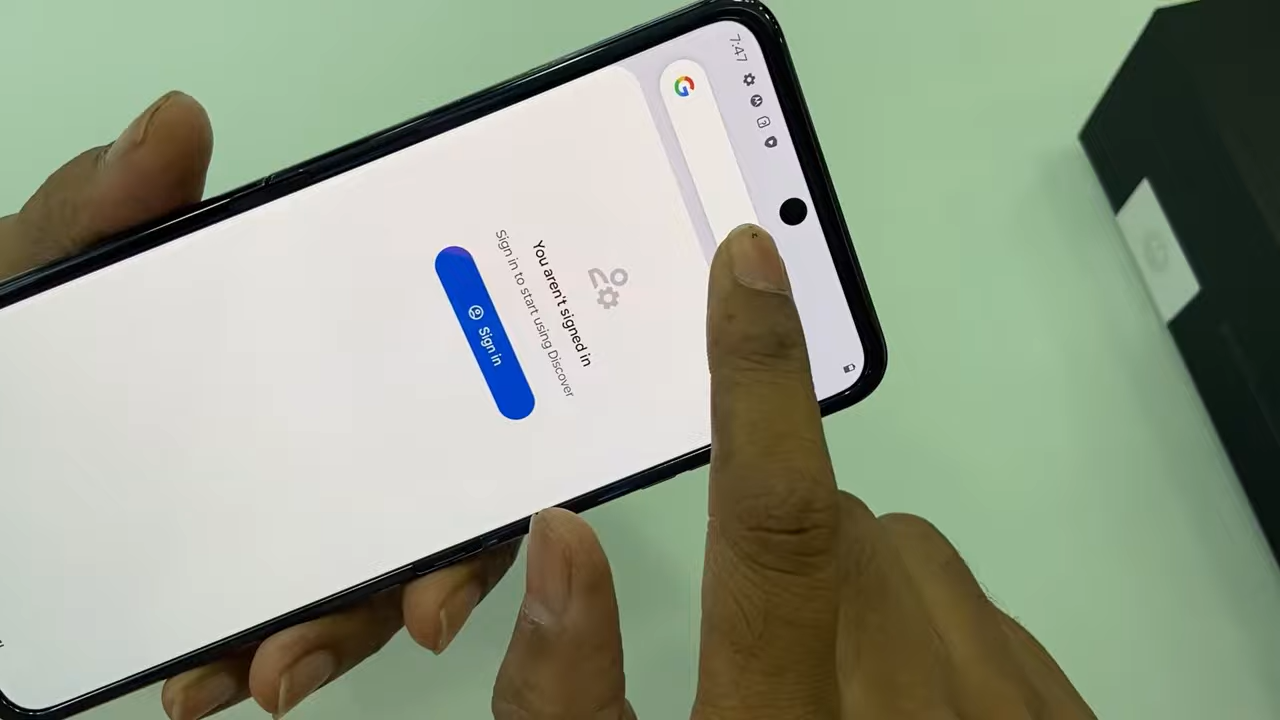 7:47
G
You aren't signed in
Sign in to start using Discover
Sign in